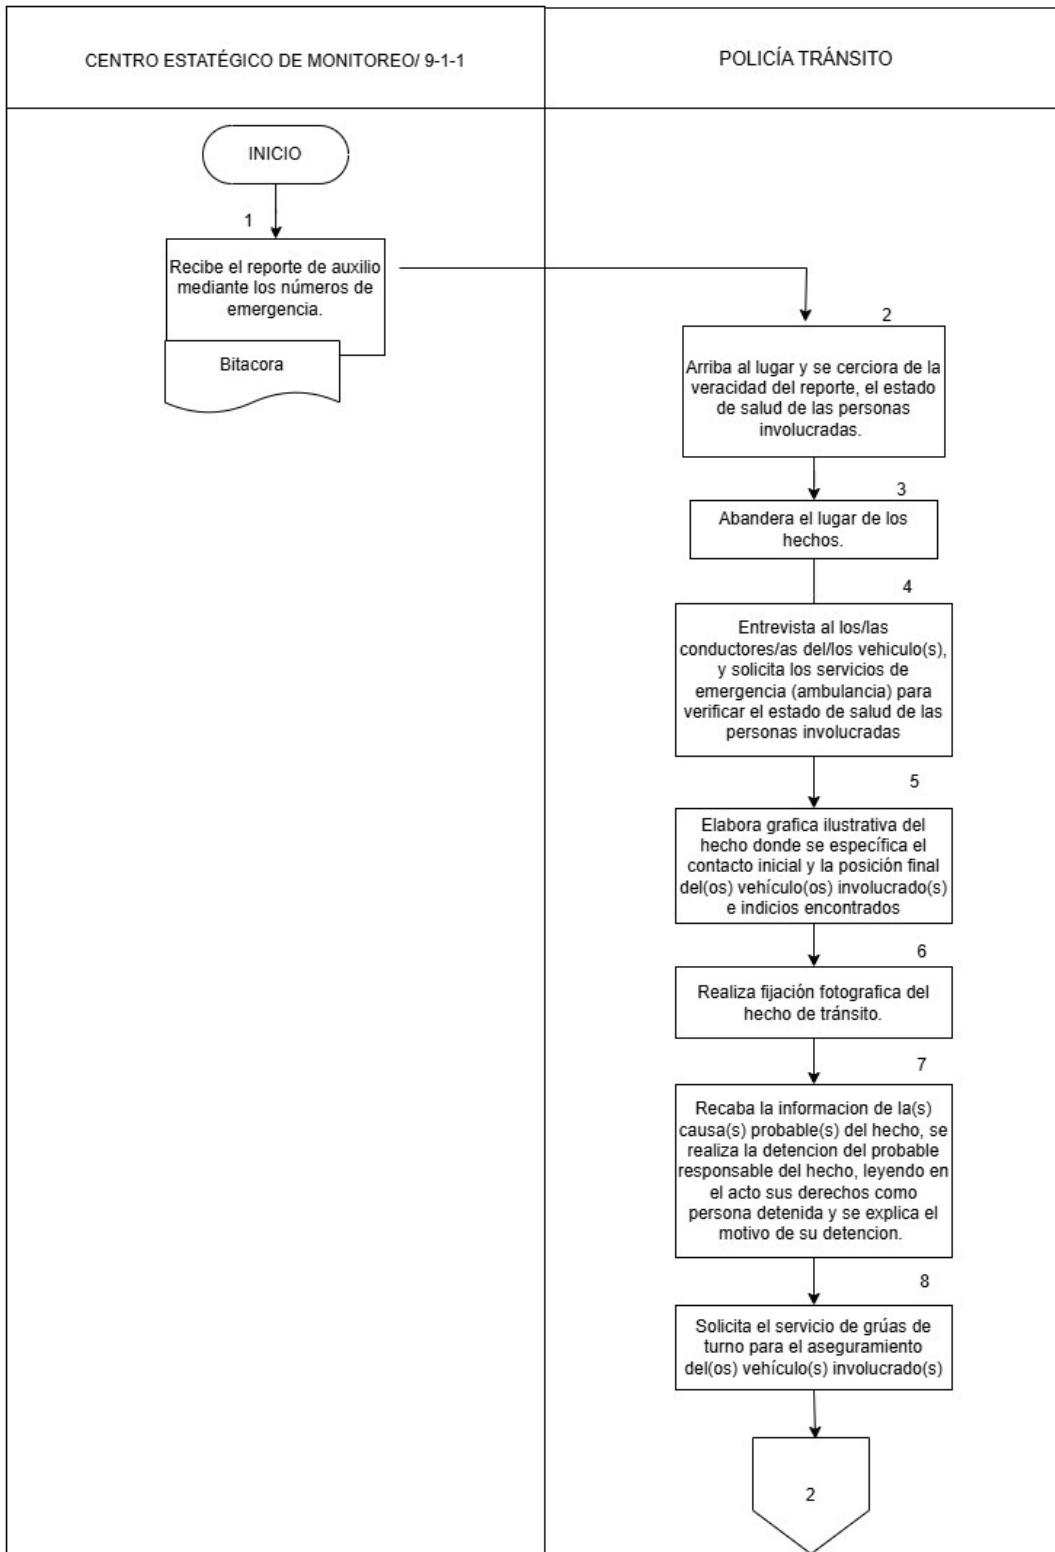 CENTRO ESTATÉGICO DE MONITOREO/ 9-1-1
POLICÍA TRÁNSITO
INICIO
1
Recibe el reporte de auxilio
mediante los números de
emergencia.
Bitacora
2
Arriba al lugar y se cerciora de la
veracidad del reporte, el estado
de salud de las personas
involucradas.
3
Abandera el lugar de los
hechos.
4
Entrevista al los/las
conductores/as del/los vehiculo(s),
y solicita los servicios de
emergencia (ambulancia) para
verificar el estado de salud de las
personas involucradas
5
Elabora grafica ilustrativa del
hecho donde se específica el
contacto inicial y la posición final
del(os) vehículo(os) involucrado(s)
e indicios encontrados
6
Realiza fijación fotografica del
hecho de tránsito.
7
Recaba la informacion de la(s)
causa(s) probable(s) del hecho, se
realiza la detencion del probable
responsable del hecho, leyendo en
el acto sus derechos como
persona detenida y se explica el
motivo de su detencion.
8
Solicita el servicio de grúas de
turno para el aseguramiento
del(os) vehículo(s) involucrado(s)
2